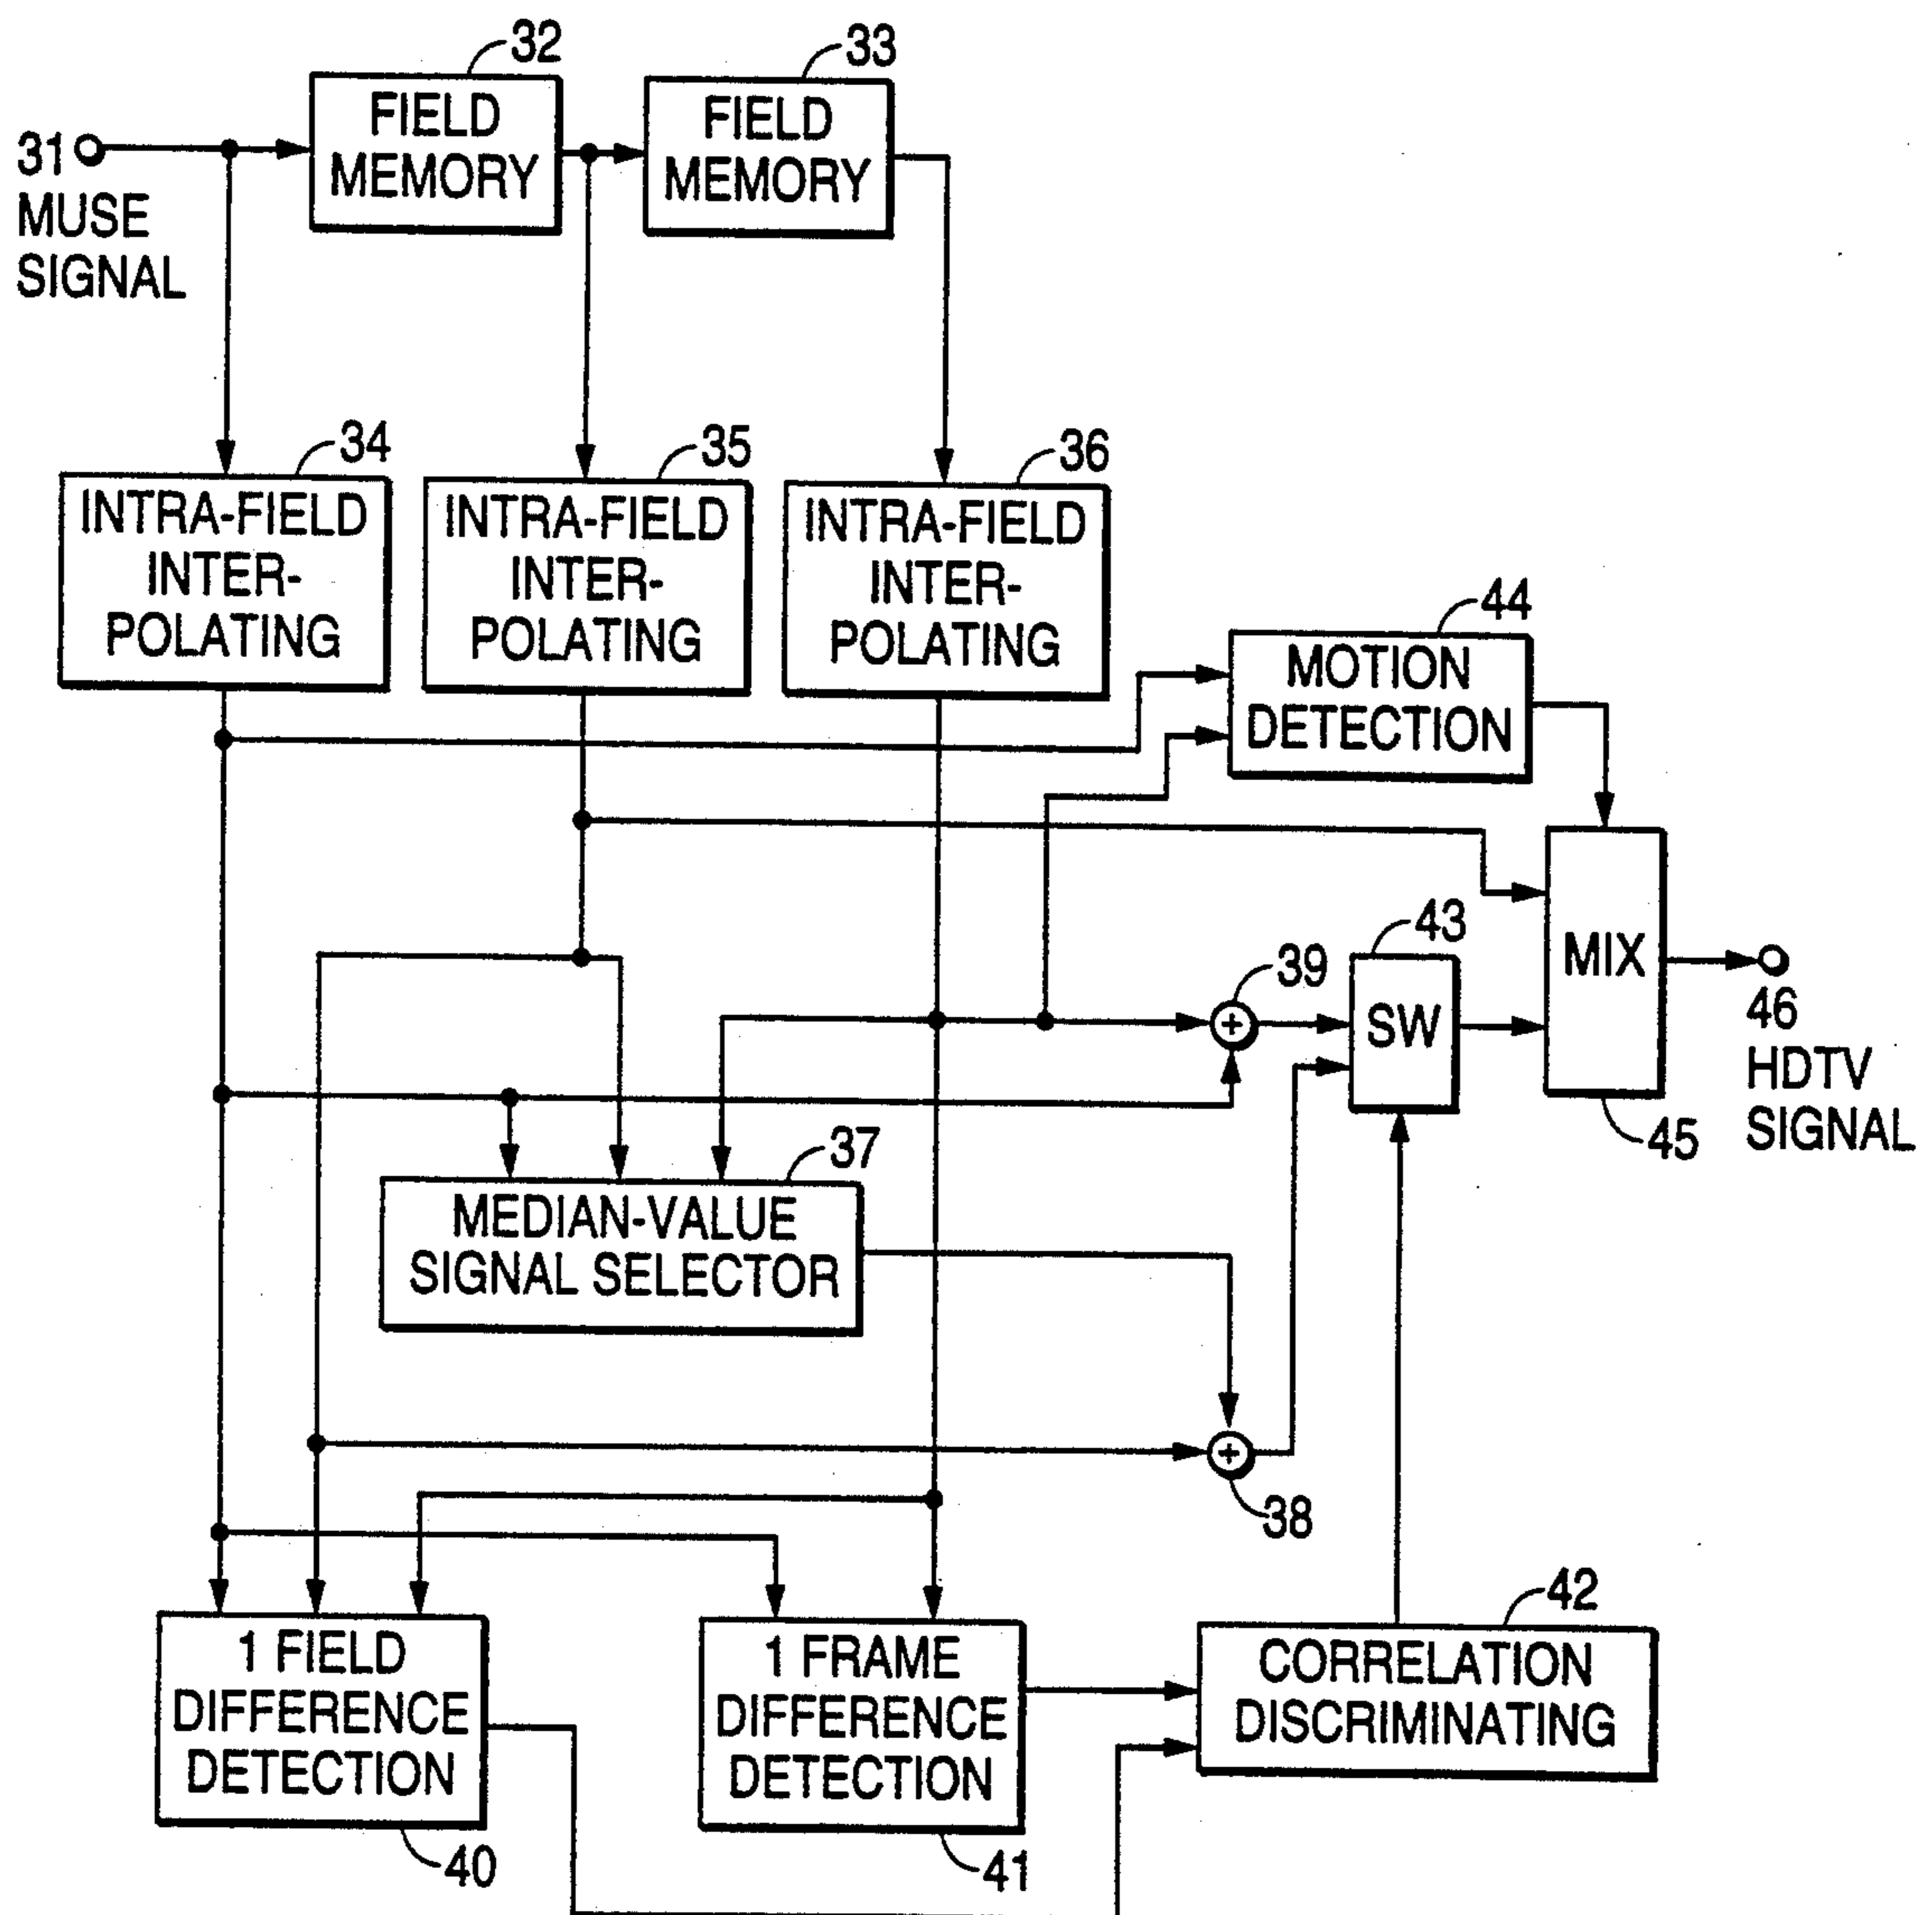 32
33
FIELD
MEMORY
FIELD
MEMORY
31
MUSE
SIGNAL
34
35
36
INTRA-FIELD
INTER-
POLATING
INTRA-FIELD
INTER-
POLATING
INTRA-FIELD
INTER-
POLATING
44
MOTION
DETECTION
43
39
+
SW
MIX
46
HDTV
SIGNAL
45
37
MEDIAN-VALUE
SIGNAL SELECTOR
+
38
42
1 FIELD
DIFFERENCE
DETECTION
1 FRAME
DIFFERENCE
DETECTION
CORRELATION
DISCRIMINATING
40
41